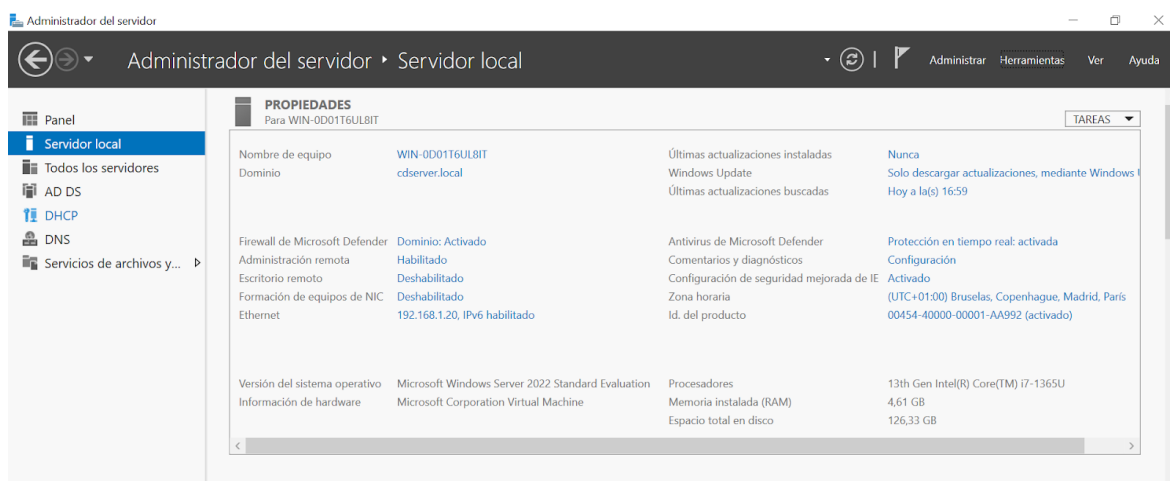 Administrador del servidor
Administrador del servidor ‣ Servidor local
Administrar Herramientas Ver Ayuda
Panel
Servidor local
Todos los servidores
AD DS
DHCP
DNS
Servicios de archivos y...
PROPIEDADES
Para WIN-0D01T6UL8IT
TAREAS
Nombre de equipo WIN-0D01T6UL8IT
Dominio cdserver.local
Últimas actualizaciones instaladas Nunca
Windows Update Solo descargar actualizaciones, mediante Windows
Últimas actualizaciones buscadas Hoy a la(s) 16:59
Firewall de Microsoft Defender Dominio: Activado
Administración remota Habilitado
Escritorio remoto Deshabilitado
Formación de equipos de NIC Deshabilitado
Ethernet 192.168.1.20, IPv6 habilitado
Antivirus de Microsoft Defender Protección en tiempo real: activada
Comentarios y diagnósticos Configuración
Configuración de seguridad mejorada de IE Activado
Zona horaria (UTC+01:00) Bruselas, Copenhague, Madrid, París
Id. del producto 00454-40000-00001-AA992 (activado)
Versión del sistema operativo Microsoft Windows Server 2022 Standard Evaluation
Información de hardware Microsoft Corporation Virtual Machine
Procesadores 13th Gen Intel(R) Core(TM) i7-1365U
Memoria instalada (RAM) 4,61 GB
Espacio total en disco 126,33 GB